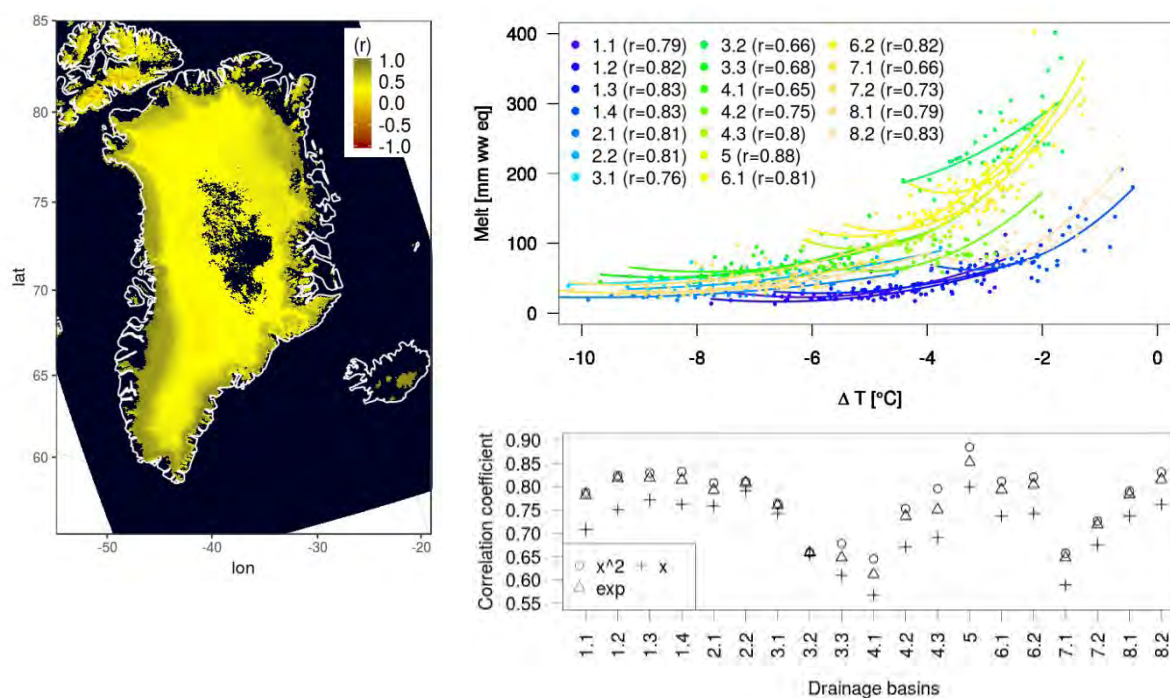 85
80
75
70
65
60
lat
-50
-40
-30
-20
lon
(r)
1.0
0.5
0.0
-0.5
-1.0
400
300
200
100
0
Melt [mm ww eq]
1.1 (r=0.79)
1.2 (r=0.82)
1.3 (r=0.83)
1.4 (r=0.83)
2.1 (r=0.81)
2.2 (r=0.81)
3.1 (r=0.76)
3.2 (r=0.66)
3.3 (r=0.68)
4.1 (r=0.65)
4.2 (r=0.75)
4.3 (r=0.8)
5 (r=0.88)
6.1 (r=0.81)
6.2 (r=0.82)
7.1 (r=0.66)
7.2 (r=0.73)
8.1 (r=0.79)
8.2 (r=0.83)
-10
-8
-6
-4
-2
0
Δ T [°C]
0.90
0.85
0.80
0.75
0.70
0.65
0.60
0.55
Correlation coefficient
x^2
x
exp
1.1
1.2
1.3
1.4
2.1
2.2
3.1
3.2
3.3
4.1
4.2
4.3
5
6.1
6.2
7.1
7.2
8.1
8.2
Drainage basins